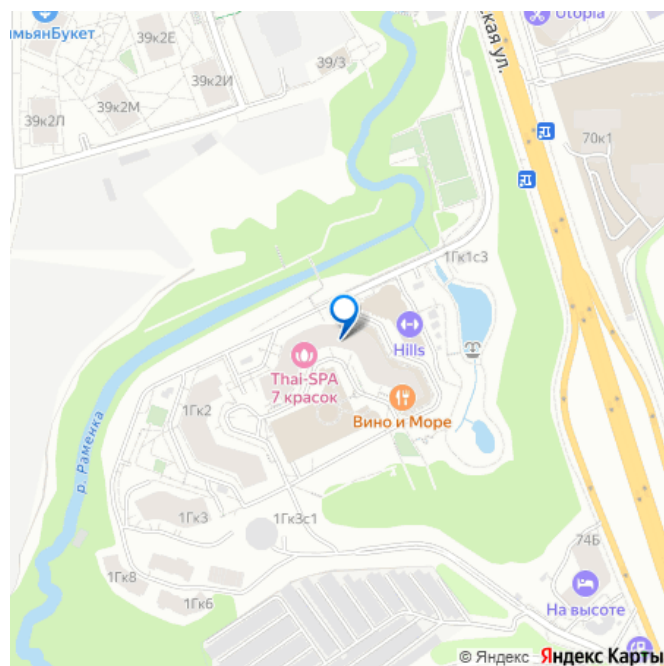 мьянБукет
39к2Е
39/3
39к2И
39к2М
39к2Л
ская ул.
Utopia
70к1
1Гк1с3
Hills
Thai-SPA
7 красок
Вино и Море
1Гк2
р. Раменка
1Гк3
1Гк3с1
1Гк8
1Гк6
74Б
На высоте
© Яндекс Яндекс Карты